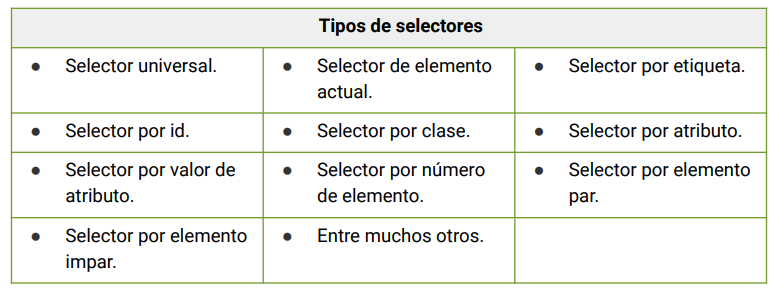 Tipos de selectores
● Selector universal.
● Selector de elemento
actual.
● Selector por etiqueta.
● Selector por id.
● Selector por clase.
● Selector por atributo.
● Selector por valor de
atributo.
● Selector por número
de elemento.
● Selector por elemento
par.
● Selector por elemento
impar.
● Entre muchos otros.